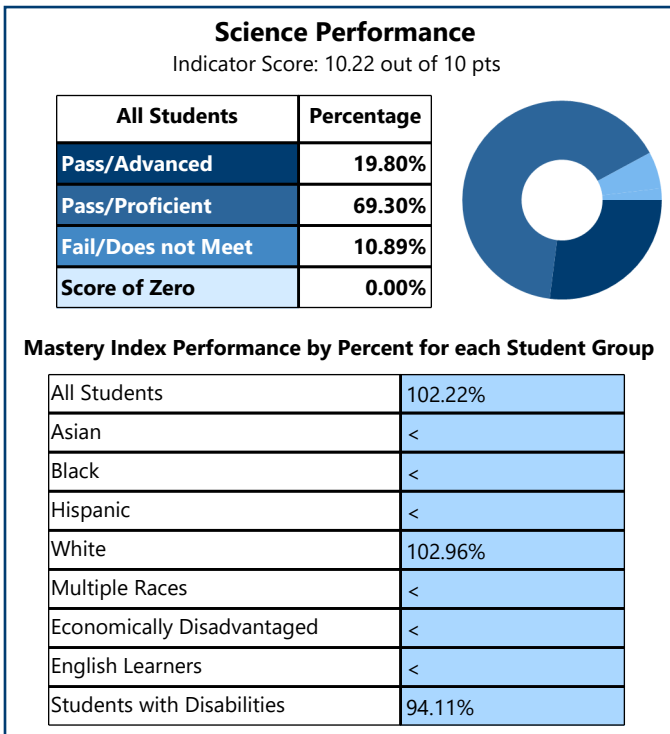 Science Performance
Indicator Score: 10.22 out of 10 pts
All Students Percentage
Pass/Advanced 19.80%
Pass/Proficient 69.30%
Fail/Does not Meet 10.89%
Score of Zero 0.00%
Mastery Index Performance by Percent for each Student Group
All Students 102.22%
Asian <
Black <
Hispanic <
White 102.96%
Multiple Races <
Economically Disadvantaged <
English Learners <
Students with Disabilities 94.11%